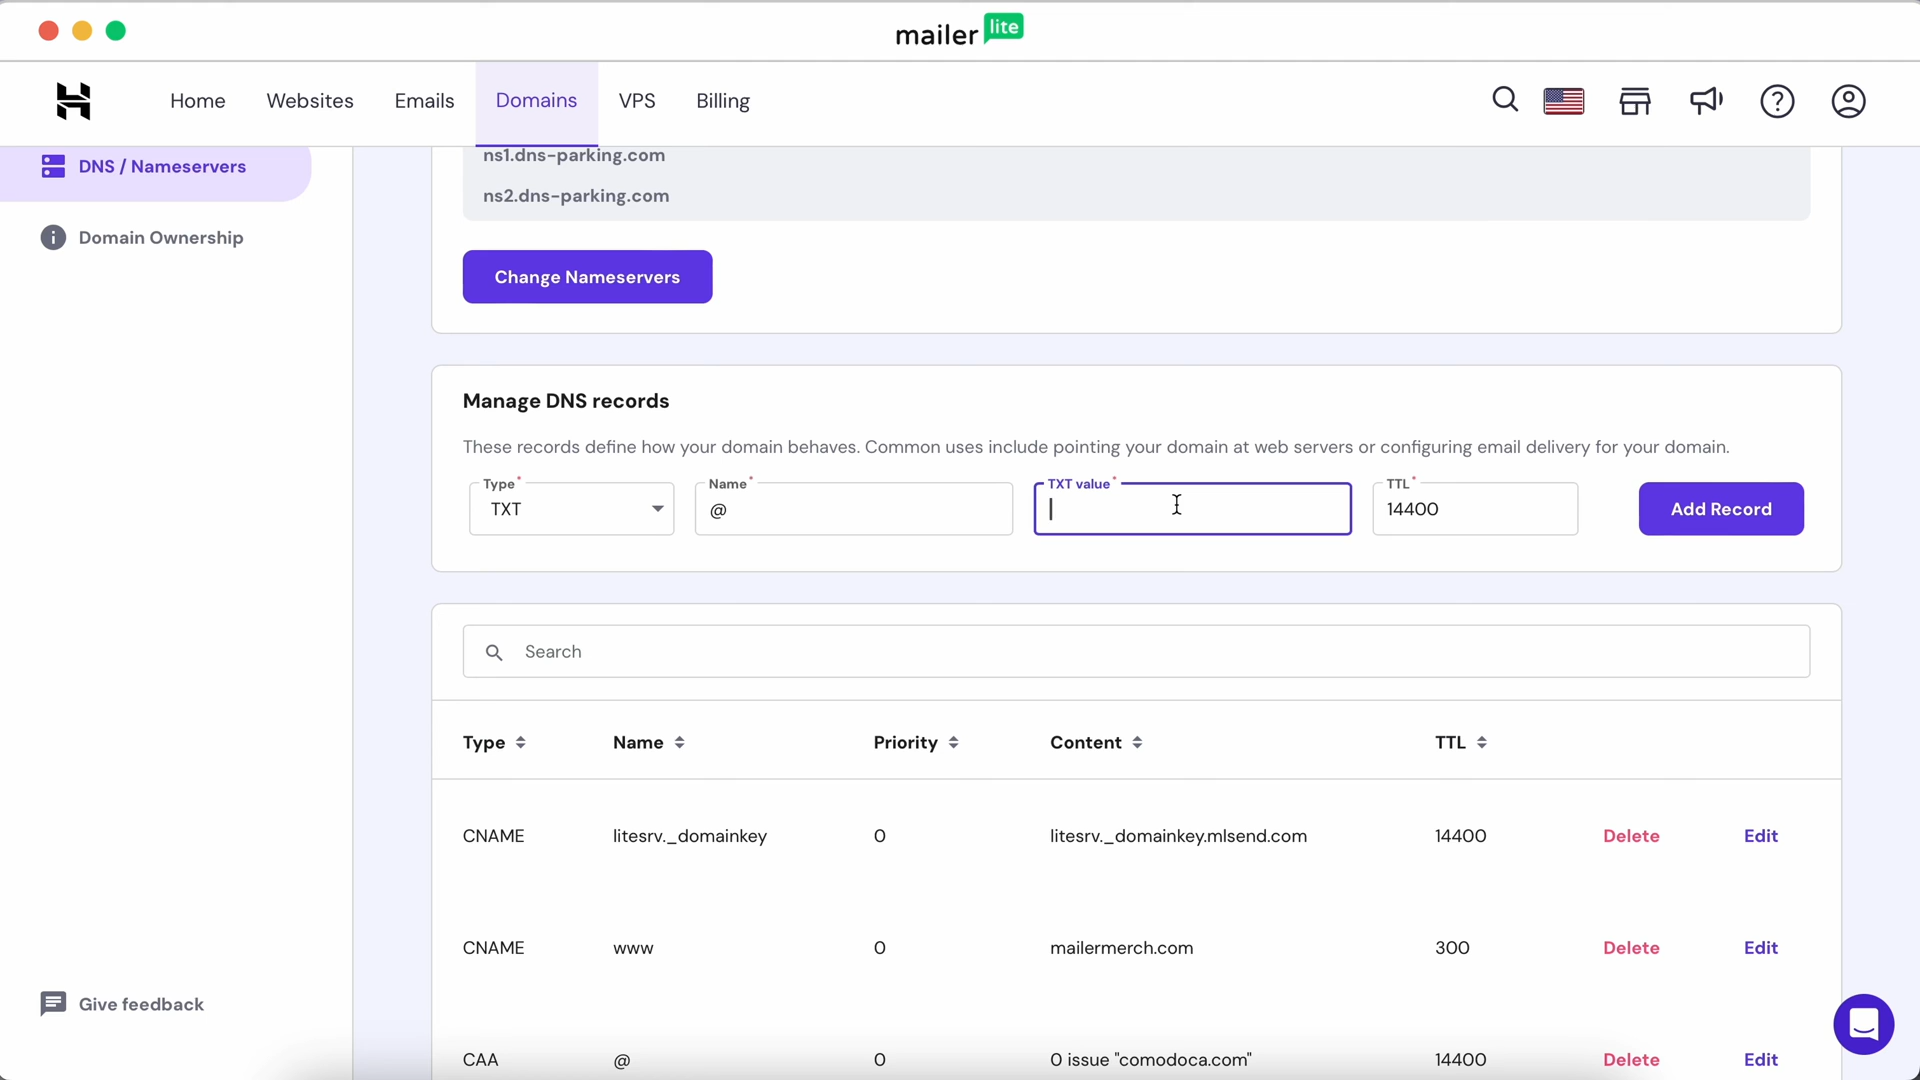 mailer lite
Home Websites Emails Domains VPS Billing
DNS / Nameservers
Domain Ownership
ns1.dns-parking.com
ns2.dns-parking.com
Change Nameservers
Manage DNS records
These records define how your domain behaves. Common uses include pointing your domain at web servers or configuring email delivery for your domain.
Type* Name* TXT value* TTL*
TXT @ 14400 Add Record
Search
Type Name Priority Content TTL
CNAME litesrv._domainkey 0 litesrv._domainkey.mlsend.com 14400 Delete Edit
CNAME www 0 mailermerch.com 300 Delete Edit
CAA @ 0 0 issue "comodoca.com" 14400 Delete Edit
Give feedback